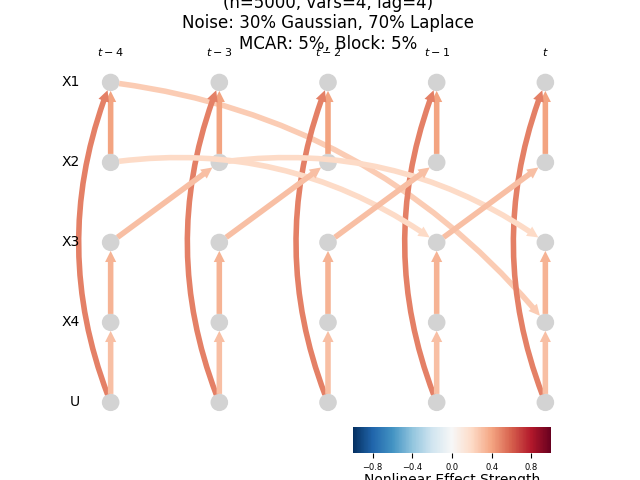 (n=5000, vars=4, lag=4)
Noise: 30% Gaussian, 70% Laplace
MCAR: 5%, Block: 5%
t − 4 t − 3 t − 2 t − 1 t
X1
X2
X3
X4
U
−0.8 −0.4 0.0 0.4 0.8
Nonlinear Effect Strength